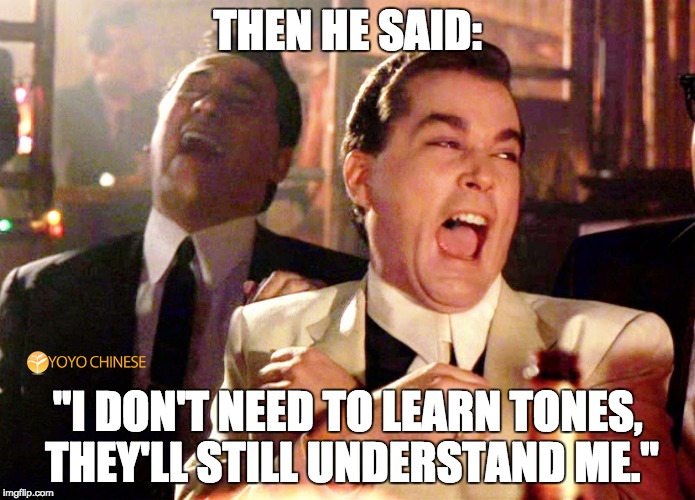 THEN HE SAID:
YOYO CHINESE
"I DON'T NEED TO LEARN TONES,
THEY'LL STILL UNDERSTAND ME."
imgflip.com